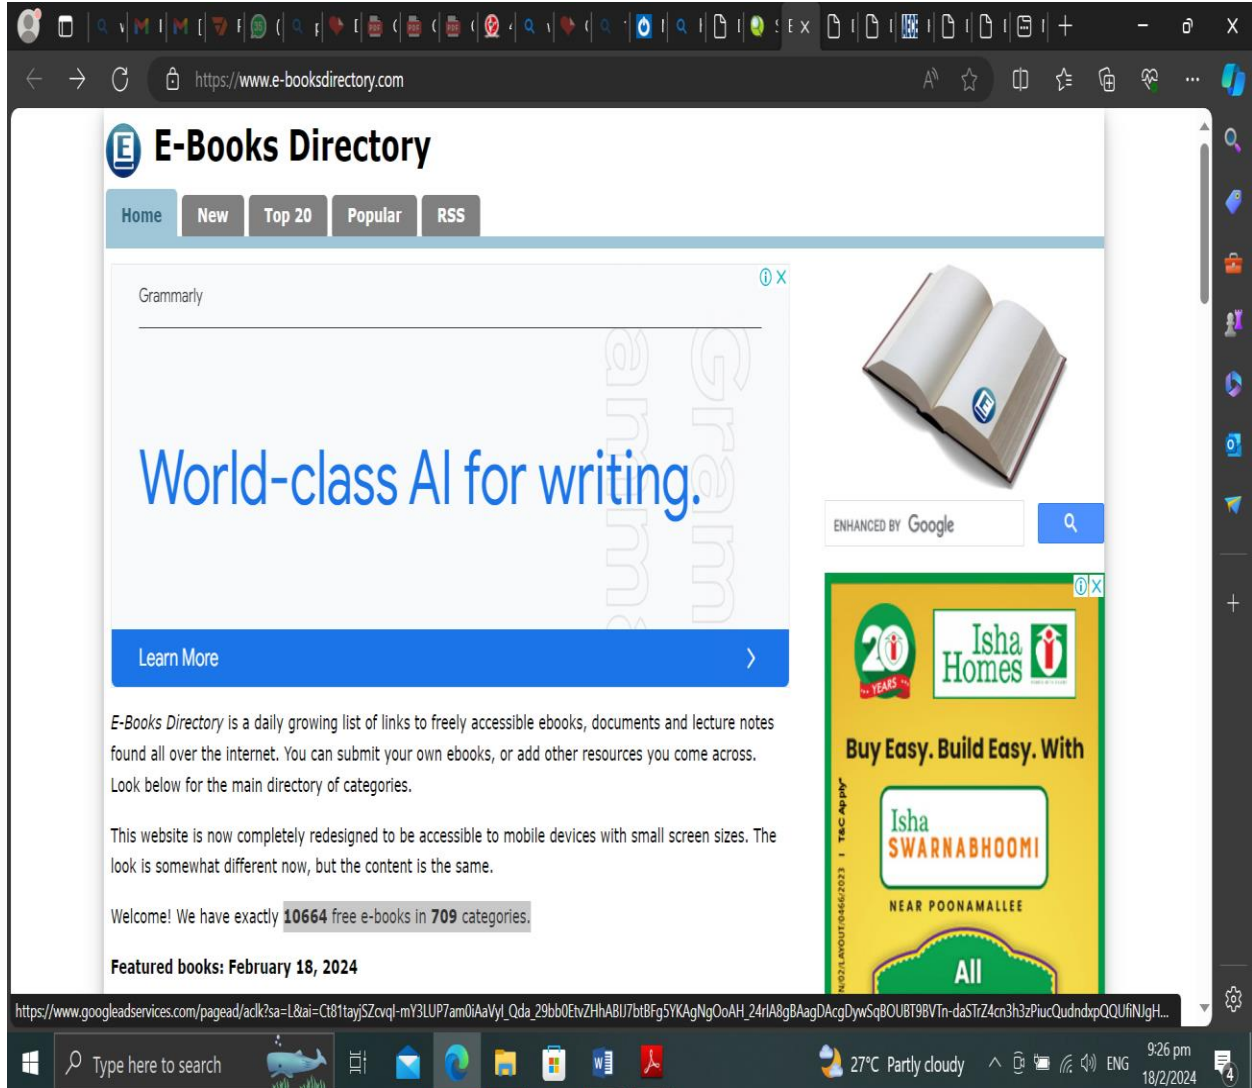 https://www.e-booksdirectory.com
E-Books Directory
Home New Top 20 Popular RSS
Grammarly
World-class AI for writing.
Learn More
ENHANCED BY Google
20 YEARS
Isha Homes
Buy Easy. Build Easy. With
Isha
SWARNABHOOMI
NEAR POONAMALLEE
All
N/02/LAYOUT/0466/2023 | T&C Apply*
E-Books Directory is a daily growing list of links to freely accessible ebooks, documents and lecture notes
found all over the internet. You can submit your own ebooks, or add other resources you come across.
Look below for the main directory of categories.
This website is now completely redesigned to be accessible to mobile devices with small screen sizes. The
look is somewhat different now, but the content is the same.
Welcome! We have exactly 10664 free e-books in 709 categories.
Featured books: February 18, 2024
Type here to search
27°C Partly cloudy
ENG
9:26 pm
18/2/2024
4